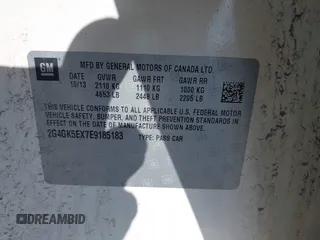 GM
MFD BY GENERAL MOTORS OF CANADA LTD.
DATE GVWR GAWR FRT GAWR RR
10/13 2110 KG 1110 KG 1000 KG
4653 LB 2448 LB 2205 LB
THIS VEHICLE CONFORMS TO ALL APPLICABLE U.S. FEDERAL MOTOR
VEHICLE SAFETY, BUMPER, AND THEFT PREVENTION STANDARDS
IN EFFECT ON THE DATE OF MANUFACTURE SHOWN ABOVE.
2G4GK5EX7E9185183 TYPE: PASS CAR
DREAMBID